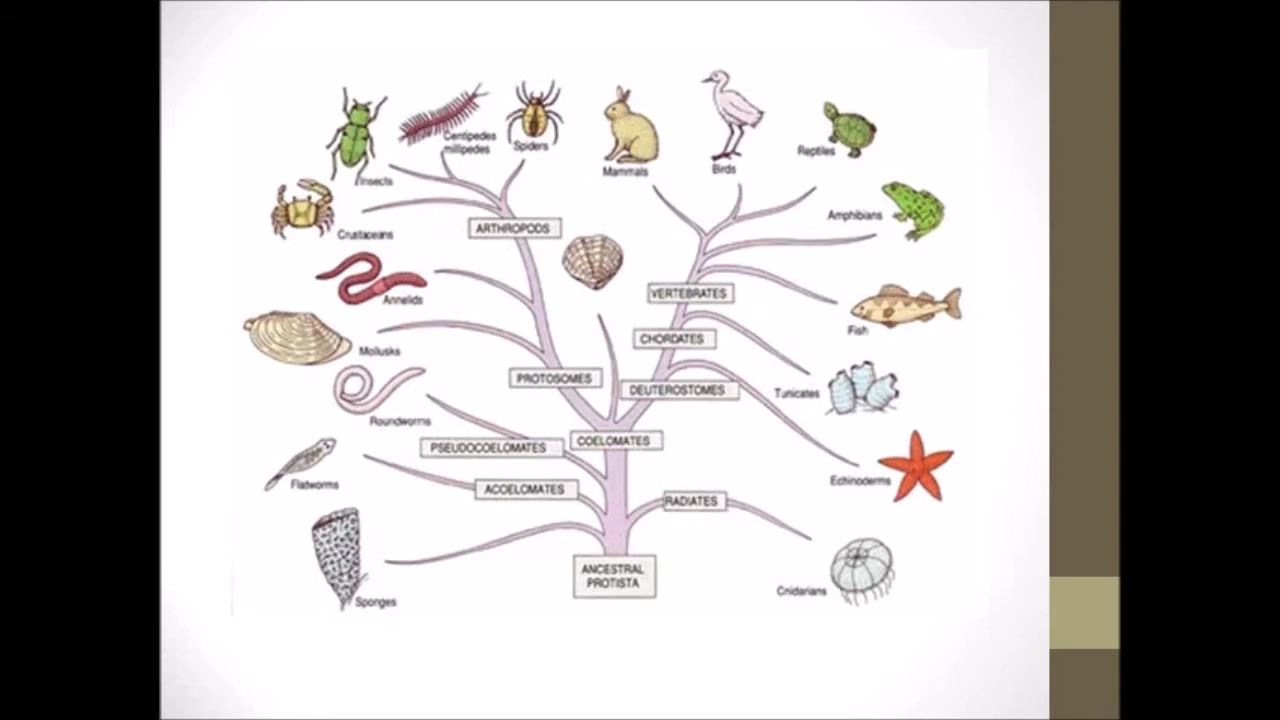 Centipedes
millipedes
Spiders
Insects
Mammals
Birds
Reptiles
Amphibians
Crustaceans
ARTHROPODS
Annelids
VERTEBRATES
Fish
CHORDATES
Mollusks
PROTOSOMES
DEUTEROSTOMES
Tunicates
Roundworms
PSEUDOCOELOMATES
COELOMATES
Flatworms
ACOELOMATES
RADIATES
Echinoderms
ANCESTRAL
PROTISTA
Sponges
Cnidarians